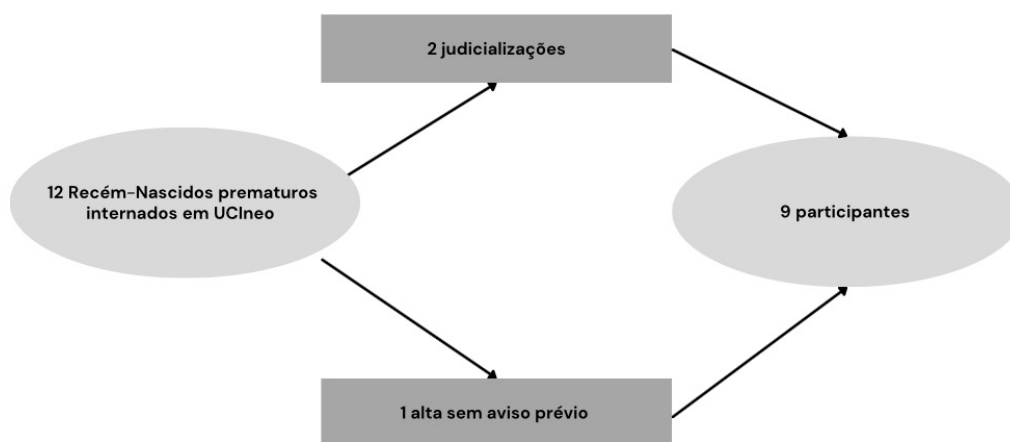 2 judicializações
12 Recém-Nascidos prematuros
internados em UCIneo
9 participantes
1 alta sem aviso prévio